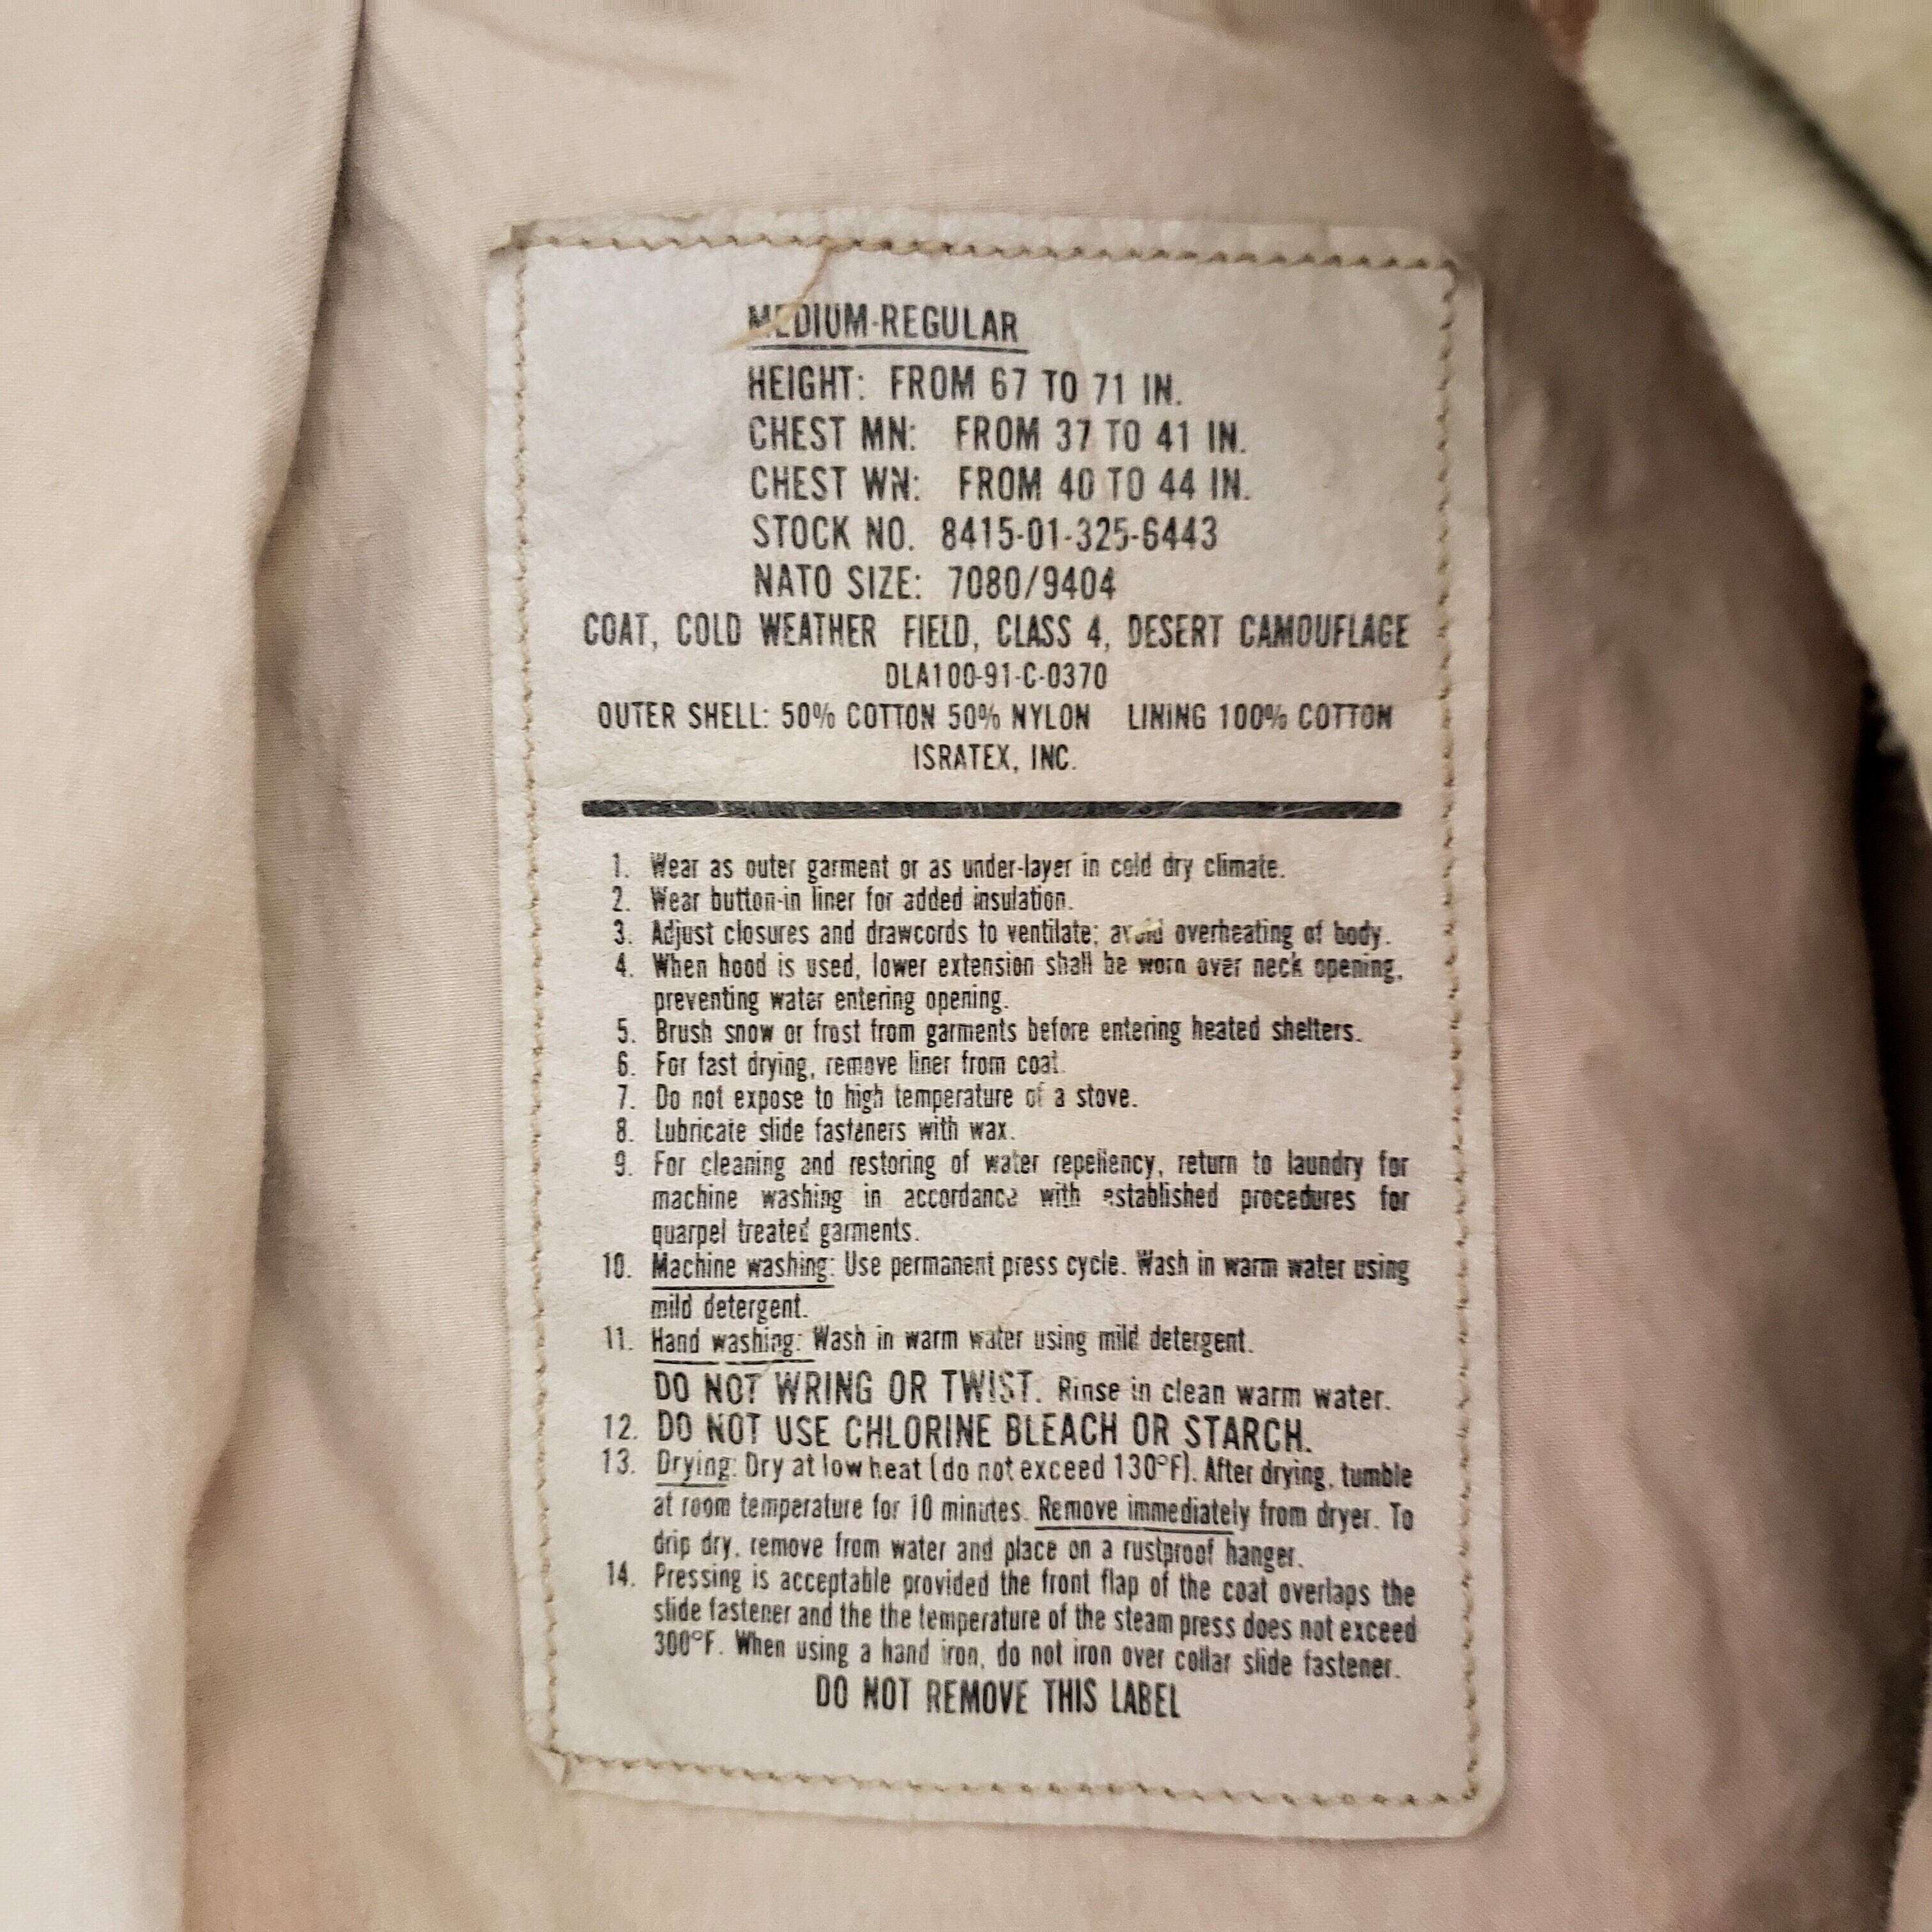 MEDIUM-REGULAR
HEIGHT: FROM 67 TO 71 IN.
CHEST MN: FROM 37 TO 41 IN.
CHEST WN: FROM 40 TO 44 IN.
STOCK NO. 8415-01-325-6443
NATO SIZE: 7080/9404
COAT, COLD WEATHER FIELD, CLASS 4, DESERT CAMOUFLAGE
DLA100-91-C-0370
OUTER SHELL: 50% COTTON 50% NYLON LINING 100% COTTON
ISRATEX, INC.
1. Wear as outer garment or as under-layer in cold dry climate.
2. Wear button-in liner for added insulation.
3. Adjust closures and drawcords to ventilate; avoid overheating of body.
4. When hood is used, lower extension shall be worn over neck opening,
preventing water entering opening.
5. Brush snow or frost from garments before entering heated shelters.
6. For fast drying, remove liner from coat.
7. Do not expose to high temperature of a stove.
8. Lubricate slide fasteners with wax.
9. For cleaning and restoring of water repellency, return to laundry for
machine washing in accordance with established procedures for
quarpel treated garments.
10. Machine washing: Use permanent press cycle. Wash in warm water using
mild detergent.
11. Hand washing: Wash in warm water using mild detergent.
DO NOT WRING OR TWIST. Rinse in clean warm water.
12. DO NOT USE CHLORINE BLEACH OR STARCH.
13. Drying: Dry at low heat (do not exceed 130°F). After drying, tumble
at room temperature for 10 minutes. Remove immediately from dryer. To
drip dry, remove from water and place on a rustproof hanger.
14. Pressing is acceptable provided the front flap of the coat overlaps the
slide fastener and the the temperature of the steam press does not exceed
300°F. When using a hand iron, do not iron over collar slide fastener.
DO NOT REMOVE THIS LABEL